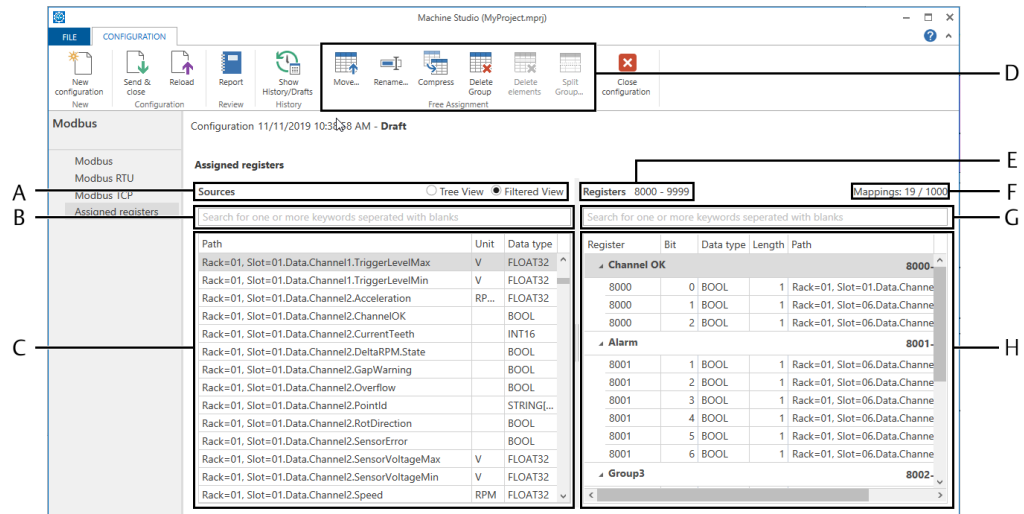 Machine Studio (MyProject.mprj)
FILE CONFIGURATION
New configuration Send & close Reload Report Show History/Drafts Move... Rename... Compress Delete Group Delete elements Split Group... Close configuration
New Configuration Review History Free Assignment
D
Modbus
Configuration 11/11/2019 10:38:58 AM - Draft
Modbus
Modbus RTU
Modbus TCP
Assigned registers
Assigned registers
E
A Sources Tree View Filtered View Registers 8000 - 9999 Mappings: 19 / 1000 F
B Search for one or more keywords seperated with blanks Search for one or more keywords seperated with blanks G
Path Unit Data type
Rack=01, Slot=01.Data.Channel1.TriggerLevelMax V FLOAT32
Rack=01, Slot=01.Data.Channel1.TriggerLevelMin V FLOAT32
Rack=01, Slot=01.Data.Channel2.Acceleration RP... FLOAT32
Rack=01, Slot=01.Data.Channel2.ChannelOK BOOL
Rack=01, Slot=01.Data.Channel2.CurrentTeeth INT16
Rack=01, Slot=01.Data.Channel2.DeltaRPM.State BOOL
Rack=01, Slot=01.Data.Channel2.GapWarning BOOL
Rack=01, Slot=01.Data.Channel2.Overflow BOOL
Rack=01, Slot=01.Data.Channel2.PointId STRING[...
Rack=01, Slot=01.Data.Channel2.RotDirection BOOL
Rack=01, Slot=01.Data.Channel2.SensorError BOOL
Rack=01, Slot=01.Data.Channel2.SensorVoltageMax V FLOAT32
Rack=01, Slot=01.Data.Channel2.SensorVoltageMin V FLOAT32
Rack=01, Slot=01.Data.Channel2.Speed RPM FLOAT32
C
Register Bit Data type Length Path
Channel OK 8000-
8000 0 BOOL 1 Rack=01, Slot=01.Data.Channe
8000 1 BOOL 1 Rack=01, Slot=06.Data.Channe
8000 2 BOOL 1 Rack=01, Slot=06.Data.Channe
Alarm 8001-
8001 1 BOOL 1 Rack=01, Slot=06.Data.Channe
8001 2 BOOL 1 Rack=01, Slot=06.Data.Channe
8001 3 BOOL 1 Rack=01, Slot=06.Data.Channe
8001 4 BOOL 1 Rack=01, Slot=06.Data.Channe
8001 5 BOOL 1 Rack=01, Slot=06.Data.Channe
8001 6 BOOL 1 Rack=01, Slot=06.Data.Channe
Group3 8002-
H